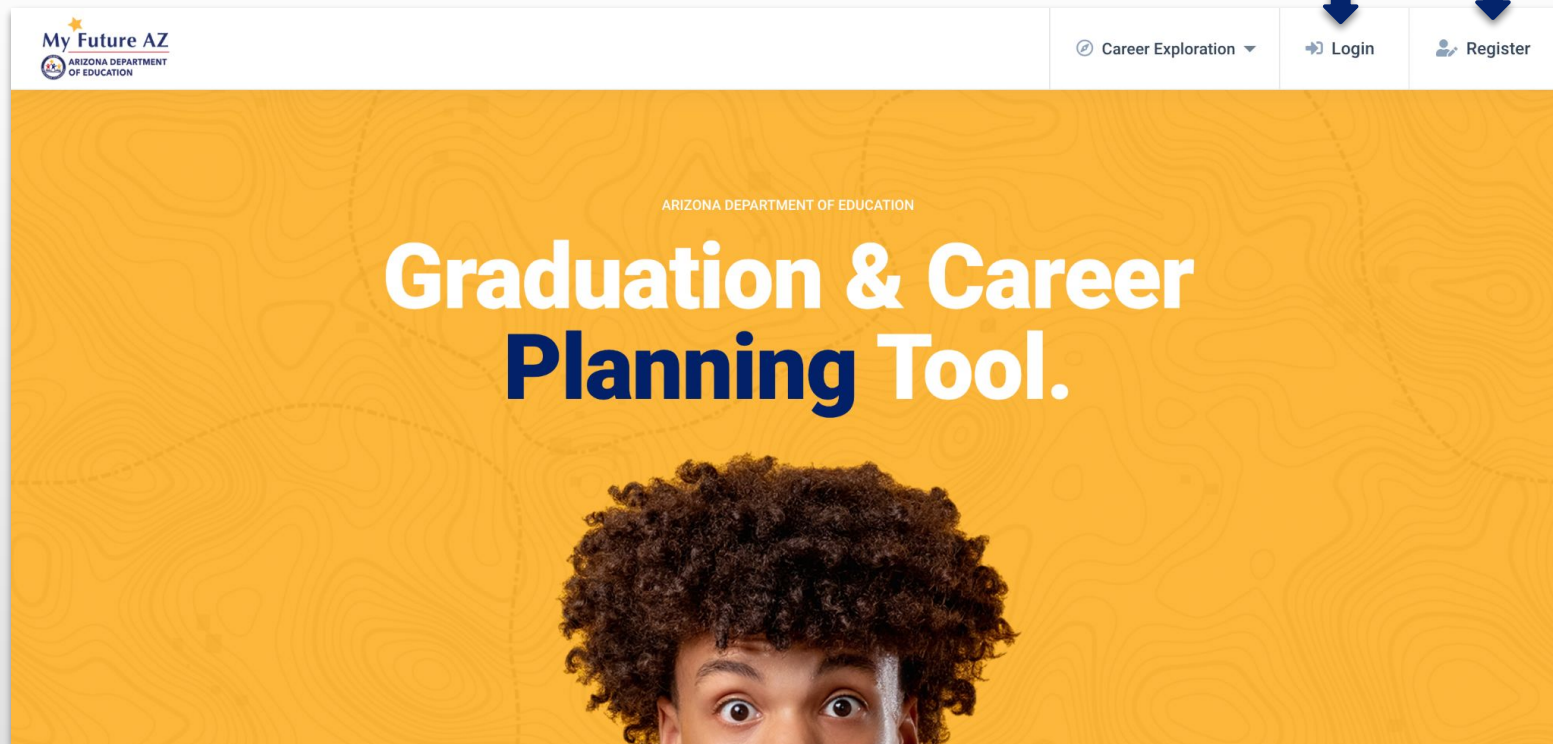 My Future AZ
ARIZONA DEPARTMENT
OF EDUCATION
Career Exploration
Login
Register
ARIZONA DEPARTMENT OF EDUCATION
Graduation & Career
Planning Tool.